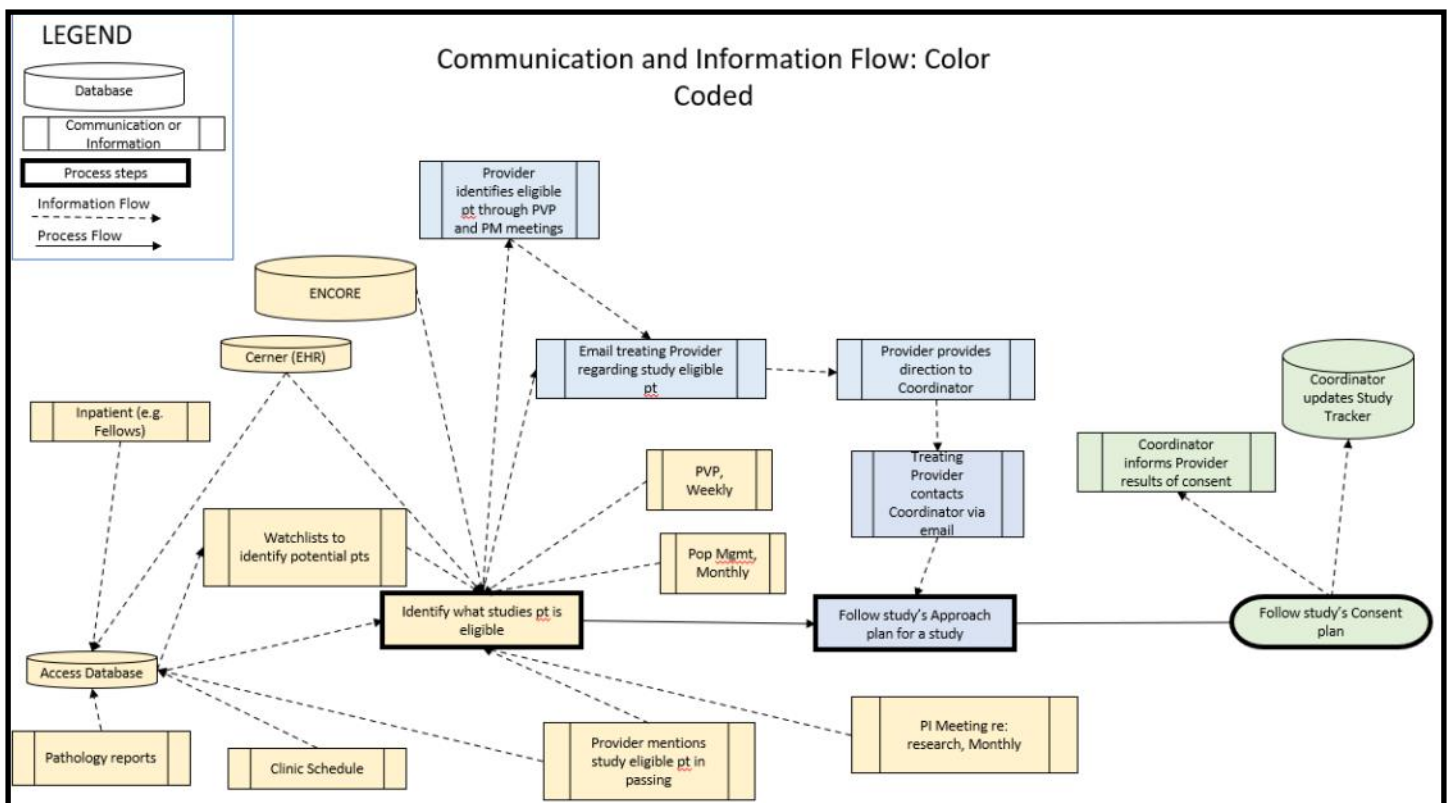 LEGEND
Database
Communication or
Information
Process steps
Information Flow
Process Flow
Communication and Information Flow: Color
Coded
Provider
identifies eligible
pt through PVP
and PM meetings
ENCORE
Cerner (EHR)
Email treating Provider
regarding study eligible
pt
Provider provides
direction to
Coordinator
Coordinator
updates Study
Tracker
Inpatient (e.g.
Fellows)
Coordinator
informs Provider
results of consent
Treating
Provider
contacts
Coordinator via
email
PVP,
Weekly
Watchlists to
identify potential pts
Pop Mgmt,
Monthly
Identify what studies pt is
eligible
Follow study's Approach
plan for a study
Follow study's Consent
plan
Access Database
Pathology reports
Clinic Schedule
Provider mentions
study eligible pt in
passing
PI Meeting re:
research, Monthly